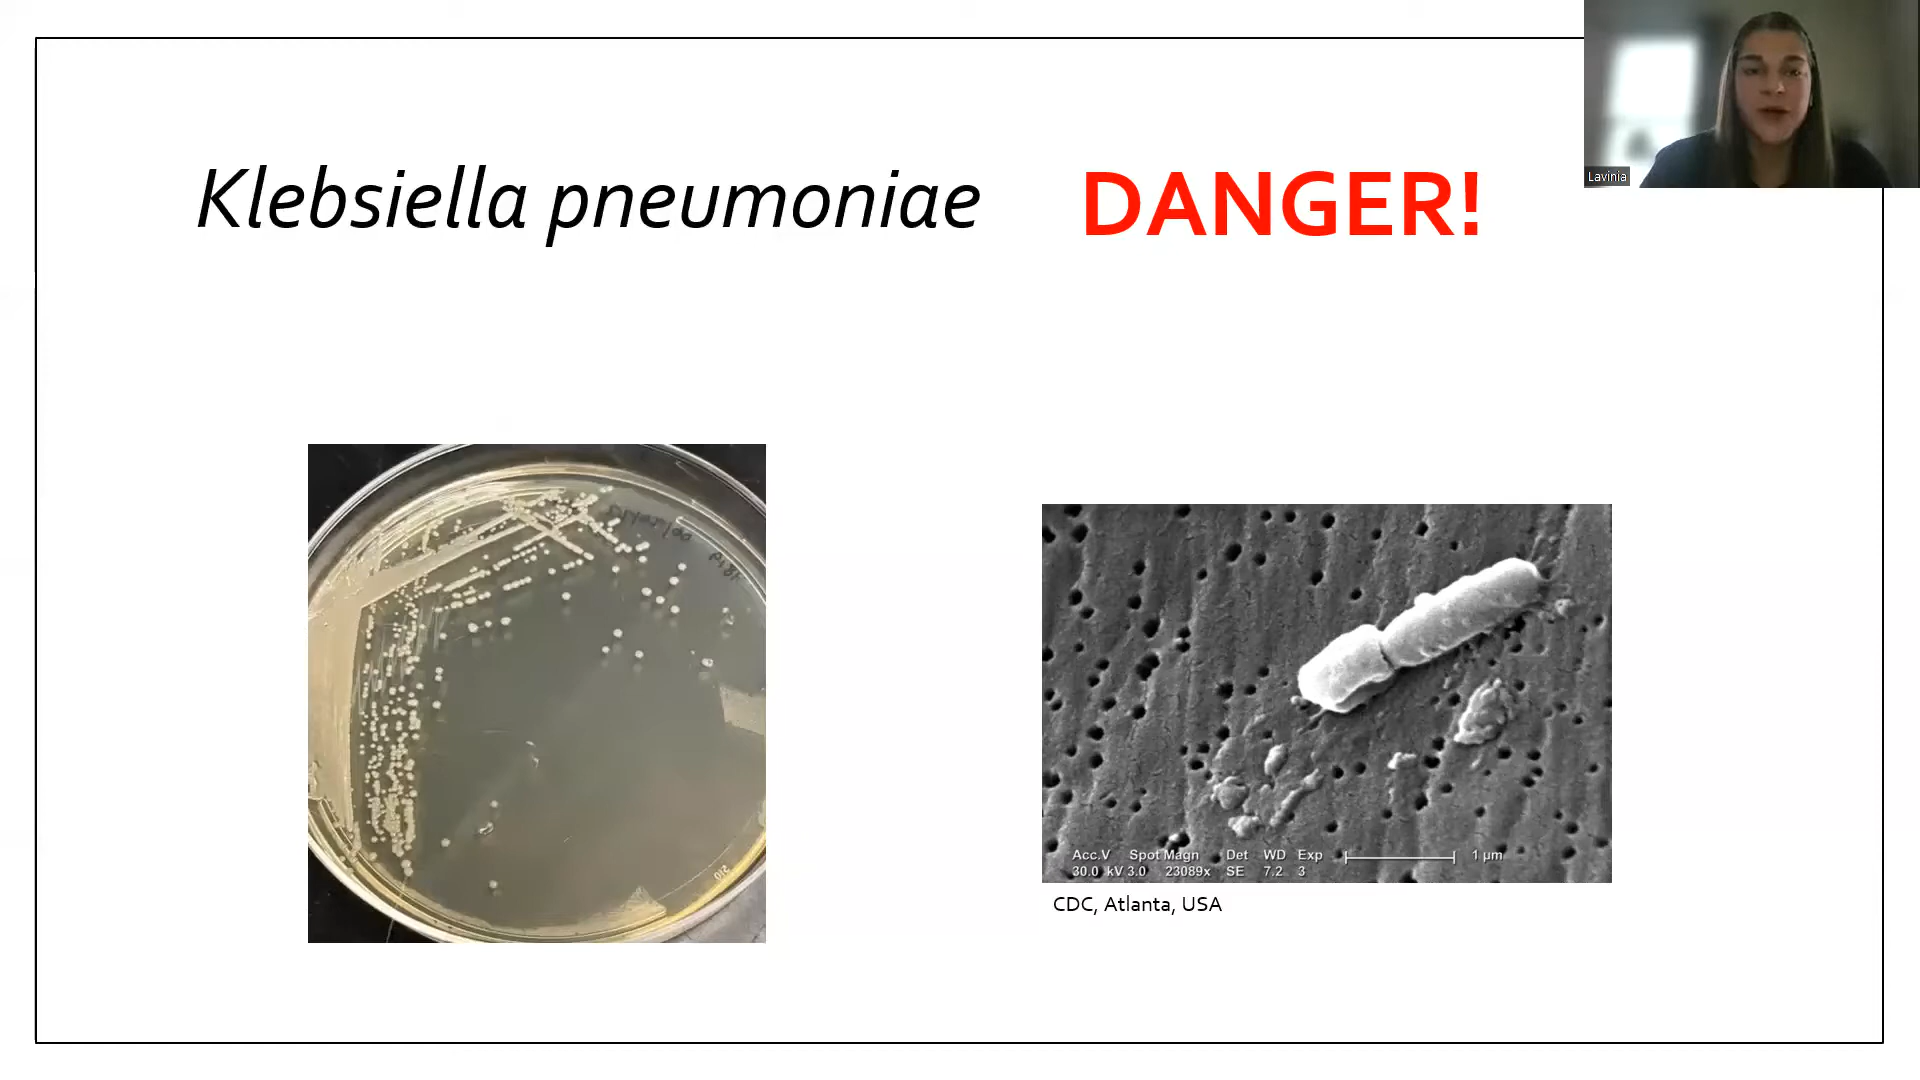 Klebsiella pneumoniae DANGER!
Lavinia
Acc.V Spot Magn Det WD Exp 1 µm
30.0 kV 3.0 23089x SE 7.2 3
CDC, Atlanta, USA